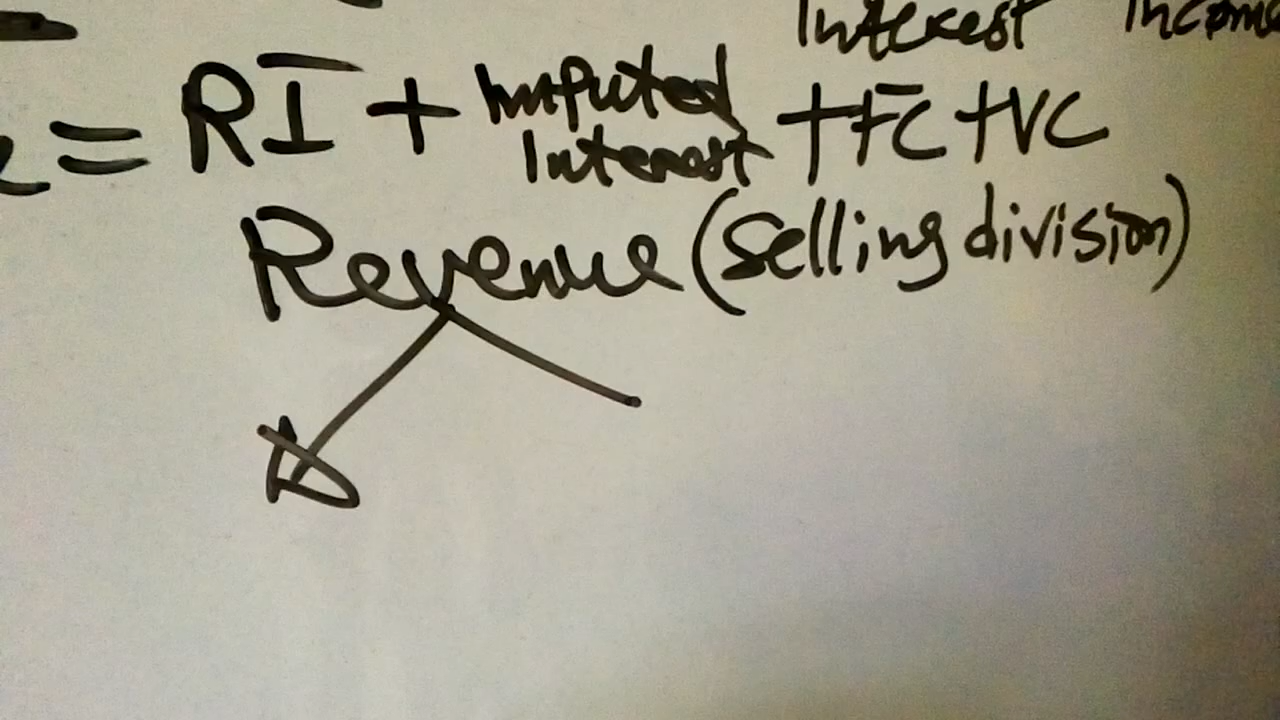 Interest Income
= RI + Imputed Interest + FC + VC
Revenue (Selling division)